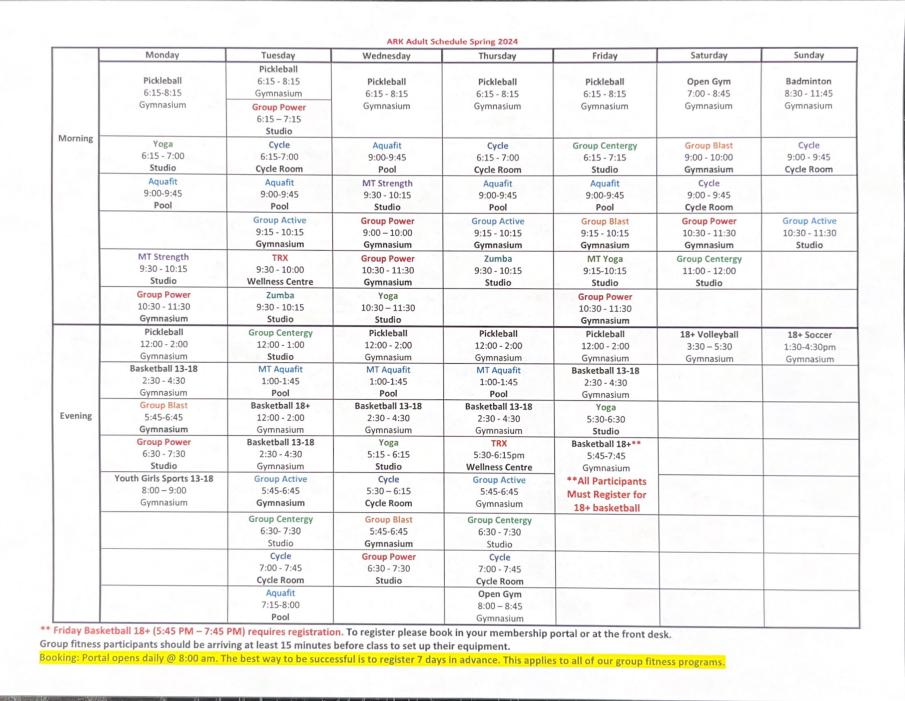 ARK Adult Schedule Spring 2024
Monday Tuesday Wednesday Thursday Friday Saturday Sunday
Morning
Pickleball
6:15-8:15
Gymnasium
Pickleball
6:15 - 8:15
Gymnasium
Group Power
6:15 – 7:15
Studio
Pickleball
6:15 - 8:15
Gymnasium
Pickleball
6:15 - 8:15
Gymnasium
Pickleball
6:15 - 8:15
Gymnasium
Open Gym
7:00 - 8:45
Gymnasium
Badminton
8:30 - 11:45
Gymnasium
Yoga
6:15 - 7:00
Studio
Cycle
6:15-7:00
Cycle Room
Aquafit
9:00-9:45
Pool
Cycle
6:15 - 7:00
Cycle Room
Group Centergy
6:15 - 7:15
Studio
Group Blast
9:00 - 10:00
Gymnasium
Cycle
9:00 - 9:45
Cycle Room
Aquafit
9:00-9:45
Pool
Aquafit
9:00-9:45
Pool
MT Strength
9:30 - 10:15
Studio
Aquafit
9:00-9:45
Pool
Aquafit
9:00-9:45
Pool
Cycle
9:00 - 9:45
Cycle Room
Group Active
9:15 - 10:15
Gymnasium
Group Power
9:00 – 10:00
Gymnasium
Group Active
9:15 - 10:15
Gymnasium
Group Blast
9:15 - 10:15
Gymnasium
Group Power
10:30 - 11:30
Gymnasium
Group Active
10:30 - 11:30
Studio
MT Strength
9:30 - 10:15
Studio
TRX
9:30 - 10:00
Wellness Centre
Group Power
10:30 - 11:30
Gymnasium
Zumba
9:30 - 10:15
Studio
MT Yoga
9:15-10:15
Studio
Group Centergy
11:00 - 12:00
Studio
Group Power
10:30 - 11:30
Gymnasium
Zumba
9:30 - 10:15
Studio
Yoga
10:30 – 11:30
Studio
Group Power
10:30 - 11:30
Gymnasium
Evening
Pickleball
12:00 - 2:00
Gymnasium
Group Centergy
12:00 - 1:00
Studio
Pickleball
12:00 - 2:00
Gymnasium
Pickleball
12:00 - 2:00
Gymnasium
Pickleball
12:00 - 2:00
Gymnasium
18+ Volleyball
3:30 – 5:30
Gymnasium
18+ Soccer
1:30-4:30pm
Gymnasium
Basketball 13-18
2:30 - 4:30
Gymnasium
MT Aquafit
1:00-1:45
Pool
MT Aquafit
1:00-1:45
Pool
MT Aquafit
1:00-1:45
Pool
Basketball 13-18
2:30 - 4:30
Gymnasium
Group Blast
5:45-6:45
Gymnasium
Basketball 18+
12:00 - 2:00
Gymnasium
Basketball 13-18
2:30 - 4:30
Gymnasium
Basketball 13-18
2:30 - 4:30
Gymnasium
Yoga
5:30-6:30
Studio
Group Power
6:30 - 7:30
Studio
Basketball 13-18
2:30 - 4:30
Gymnasium
Yoga
5:15 - 6:15
Studio
TRX
5:30-6:15pm
Wellness Centre
Basketball 18+**
5:45-7:45
Gymnasium
**All Participants
Must Register for
18+ basketball
Youth Girls Sports 13-18
8:00 – 9:00
Gymnasium
Group Active
5:45-6:45
Gymnasium
Cycle
5:30 – 6:15
Cycle Room
Group Active
5:45-6:45
Gymnasium
Group Centergy
6:30- 7:30
Studio
Group Blast
5:45-6:45
Gymnasium
Group Centergy
6:30 - 7:30
Studio
Cycle
7:00 - 7:45
Cycle Room
Group Power
6:30 - 7:30
Studio
Cycle
7:00 - 7:45
Cycle Room
Aquafit
7:15-8:00
Pool
Open Gym
8:00 – 8:45
Gymnasium
** Friday Basketball 18+ (5:45 PM – 7:45 PM) requires registration. To register please book in your membership portal or at the front desk.
Group fitness participants should be arriving at least 15 minutes before class to set up their equipment.
Booking: Portal opens daily @ 8:00 am. The best way to be successful is to register 7 days in advance. This applies to all of our group fitness programs.